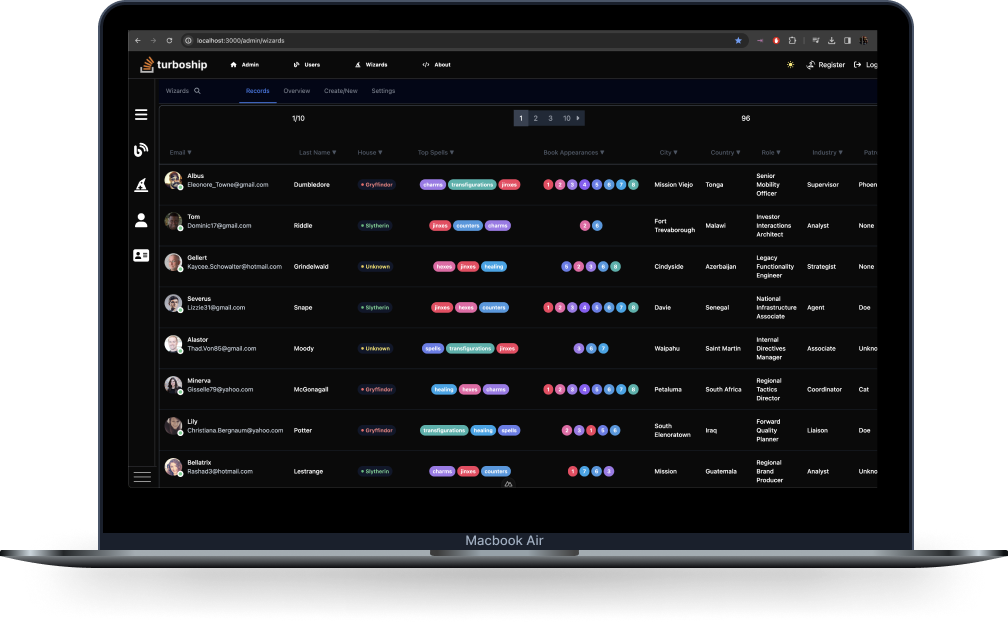 localhost:3000/admin/wizards
turboship Admin Users Wizards About Register Log
Wizards Records Overview Create/New Settings
1/10 1 2 3 10 96
Email Last Name House Top Spells Book Appearances City Country Role Industry Patro
Albus
Eleonore_Towne@gmail.com Dumbledore Gryffindor charms transfigurations jinxes 1 2 3 4 5 6 7 8 Mission Viejo Tonga Senior Mobility Officer Supervisor Phoen
Tom
Dominic17@gmail.com Riddle Slytherin jinxes counters charms 2 6 Fort Trevaborough Malawi Investor Interactions Architect Analyst None
Gellert
Kaycee.Schowalter@hotmail.com Grindelwald Unknown hexes jinxes healing 5 2 3 6 8 Cindyside Azerbaijan Legacy Functionality Engineer Strategist None
Severus
Lizzie31@gmail.com Snape Slytherin jinxes hexes counters 1 2 3 4 5 6 7 8 Davie Senegal National Infrastructure Associate Agent Doe
Alastor
Thad.Von85@gmail.com Moody Unknown spells transfigurations jinxes 3 6 7 Waipahu Saint Martin Internal Directives Manager Associate Unkno
Minerva
Gisselle79@yahoo.com McGonagall Gryffindor healing hexes charms 1 2 3 4 5 6 7 8 Petaluma South Africa Regional Tactics Director Coordinator Cat
Lily
Christiana.Bergnaum@yahoo.com Potter Gryffindor transfigurations healing spells 2 3 1 5 6 South Elenoratown Iraq Forward Quality Planner Liaison Doe
Bellatrix
Rashad3@hotmail.com Lestrange Slytherin charms jinxes counters 1 7 6 3 Mission Guatemala Regional Brand Producer Analyst Unkno
Macbook Air